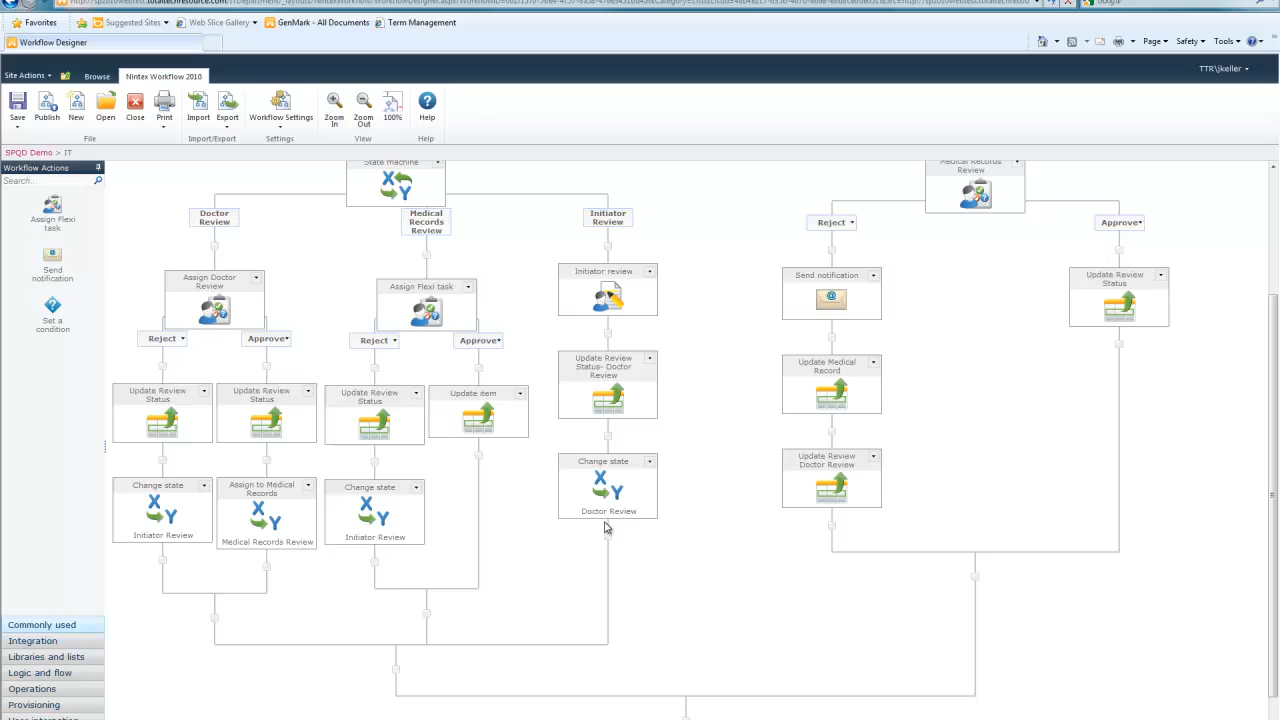 Favorites
Suggested Sites
Web Slice Gallery
GenMark - All Documents
Term Management
Workflow Designer
Page
Safety
Tools
Site Actions
Browse
Nintex Workflow 2010
TTR\jkeller
Save
Publish
New
Open
Close
Print
Import
Export
Workflow Settings
Zoom
In
Zoom
Out
100%
Help
File
Import/Export
Settings
View
Help
SPQD Demo > IT
Workflow Actions
Search...
Assign Flexi
task
Send
notification
Set a
condition
Commonly used
Integration
Libraries and lists
Logic and flow
Operations
Provisioning
User interaction
State machine
Doctor
Review
Medical
Records
Review
Initiator
Review
Assign Doctor
Review
Reject
Approve
Update Review
Status
Update Review
Status
Change state
Initiator Review
Assign to Medical
Records
Medical Records Review
Assign Flexi task
Reject
Approve
Update Review
Status
Update item
Change state
Initiator Review
Initiator review
Update Review
Status- Doctor
Review
Change state
Doctor Review
Medical Records
Review
Reject
Approve
Send notification
Update Medical
Record
Update Review
Doctor Review
Update Review
Status